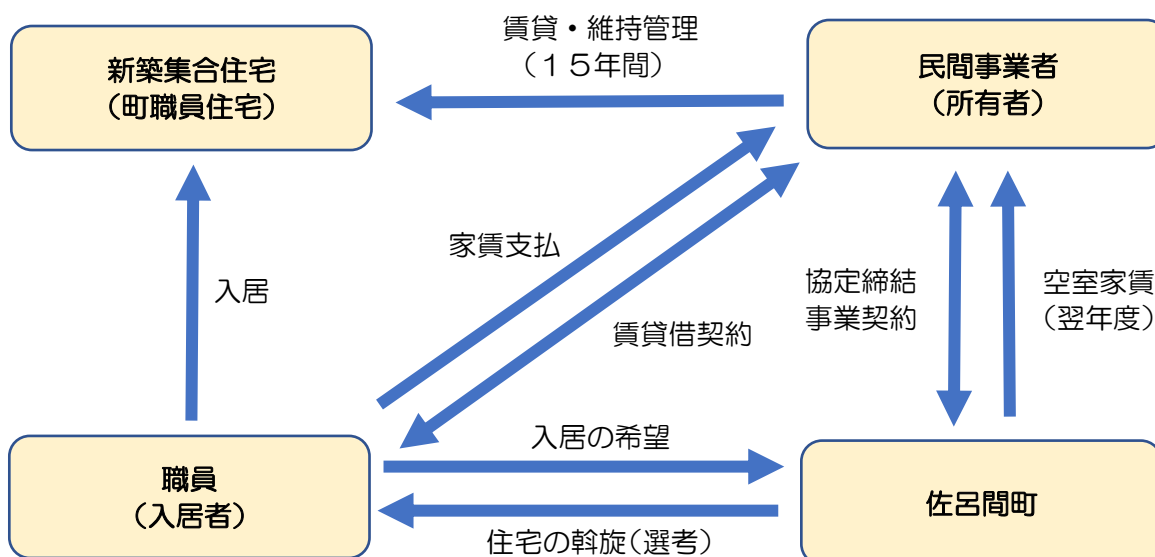 賃貸・維持管理
（１５年間）
新築集合住宅
（町職員住宅）
民間事業者
（所有者）
家賃支払
入居
賃貸借契約
協定締結
事業契約
空室家賃
（翌年度）
入居の希望
職員
（入居者）
佐呂間町
住宅の斡旋（選考）